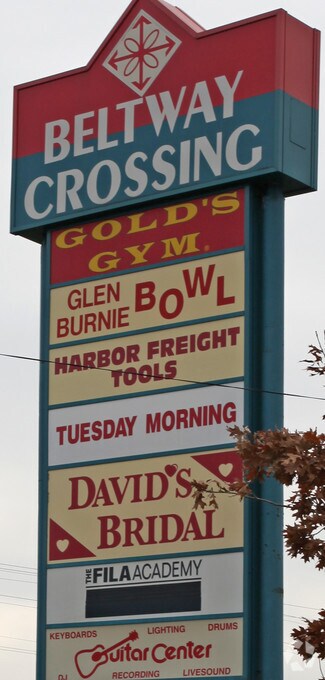 BELTWAY
CROSSING
GOLD'S
GYM
GLEN
BURNIE
BOWL
HARBOR FREIGHT
TOOLS
TUESDAY MORNING
DAVID'S
BRIDAL
THE FILA ACADEMY
KEYBOARDS LIGHTING DRUMS
Guitar Center
DJ RECORDING LIVESOUND